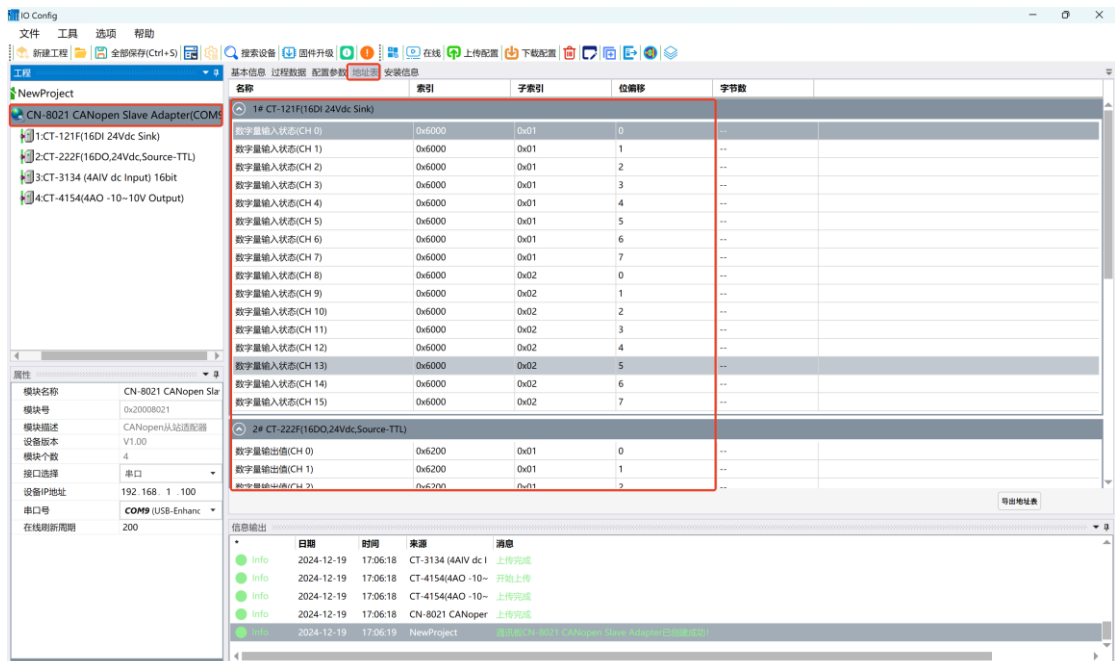 IO Config
文件 工具 选项 帮助
新建工程 全部保存(Ctrl+S) 搜索设备 固件升级 在线 上传配置 下载配置
工程
NewProject
CN-8021 CANopen Slave Adapter(COM9
1:CT-121F(16DI 24Vdc Sink)
2:CT-222F(16DO,24Vdc,Source-TTL)
3:CT-3134 (4AIV dc Input) 16bit
4:CT-4154(4AO -10~10V Output)
属性
模块名称 CN-8021 CANopen Sla
模块号 0x20008021
模块描述 CANopen从站适配器
设备版本 V1.00
模块个数 4
接口选择 串口
设备IP地址 192 . 168 . 1 . 100
串口号 COM9 (USB-Enhanc
在线刷新周期 200
基本信息 过程数据 配置参数 地址表 安装信息
名称 索引 子索引 位偏移 字节数
1# CT-121F(16DI 24Vdc Sink)
数字量输入状态(CH 0) 0x6000 0x01 0 --
数字量输入状态(CH 1) 0x6000 0x01 1 --
数字量输入状态(CH 2) 0x6000 0x01 2 --
数字量输入状态(CH 3) 0x6000 0x01 3 --
数字量输入状态(CH 4) 0x6000 0x01 4 --
数字量输入状态(CH 5) 0x6000 0x01 5 --
数字量输入状态(CH 6) 0x6000 0x01 6 --
数字量输入状态(CH 7) 0x6000 0x01 7 --
数字量输入状态(CH 8) 0x6000 0x02 0 --
数字量输入状态(CH 9) 0x6000 0x02 1 --
数字量输入状态(CH 10) 0x6000 0x02 2 --
数字量输入状态(CH 11) 0x6000 0x02 3 --
数字量输入状态(CH 12) 0x6000 0x02 4 --
数字量输入状态(CH 13) 0x6000 0x02 5 --
数字量输入状态(CH 14) 0x6000 0x02 6 --
数字量输入状态(CH 15) 0x6000 0x02 7 --
2# CT-222F(16DO,24Vdc,Source-TTL)
数字量输出值(CH 0) 0x6200 0x01 0 --
数字量输出值(CH 1) 0x6200 0x01 1 --
数字量输出值(CH 2) 0x6200 0x01 2 --
导出地址表
信息输出
日期 时间 来源 消息
Info 2024-12-19 17:06:18 CT-3134 (4AIV dc I 上传完成
Info 2024-12-19 17:06:18 CT-4154(4AO -10~ 开始上传
Info 2024-12-19 17:06:18 CT-4154(4AO -10~ 上传完成
Info 2024-12-19 17:06:18 CN-8021 CANoper 上传完成
Info 2024-12-19 17:06:19 NewProject 通讯板CN-8021 CANopen Slave Adapter已创建成功!